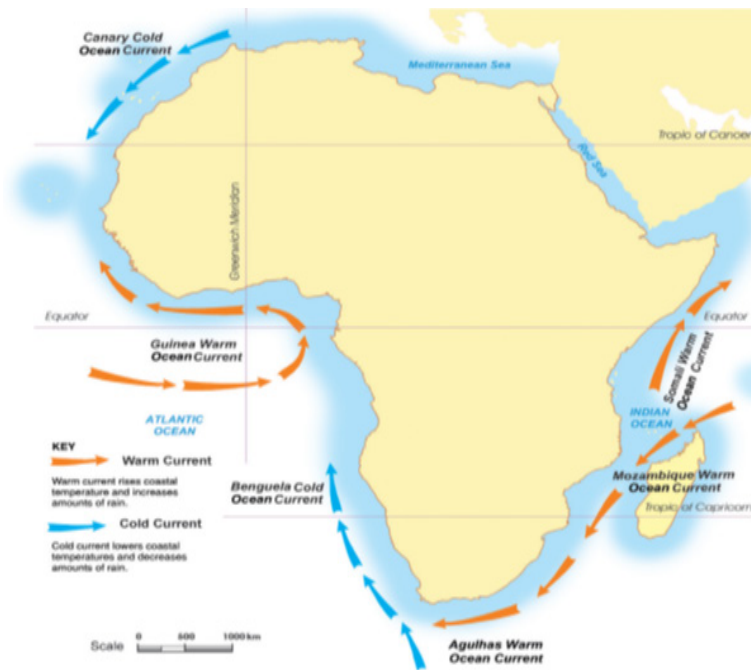 Canary Cold
Ocean Current
Mediterranean Sea
Tropic of Cancer
Red Sea
Greenwich Meridian
Equator
Equator
Guinea Warm
Ocean Current
Somali Warm
Ocean Current
ATLANTIC
OCEAN
INDIAN
OCEAN
KEY
Warm Current
Warm current rises coastal
temperature and increases
amounts of rain.
Cold Current
Cold current lowers coastal
temperatures and decreases
amounts of rain.
Benguela Cold
Ocean Current
Mozambique Warm
Ocean Current
Tropic of Capricorn
Scale
0 500 1000 km
Agulhas Warm
Ocean Current